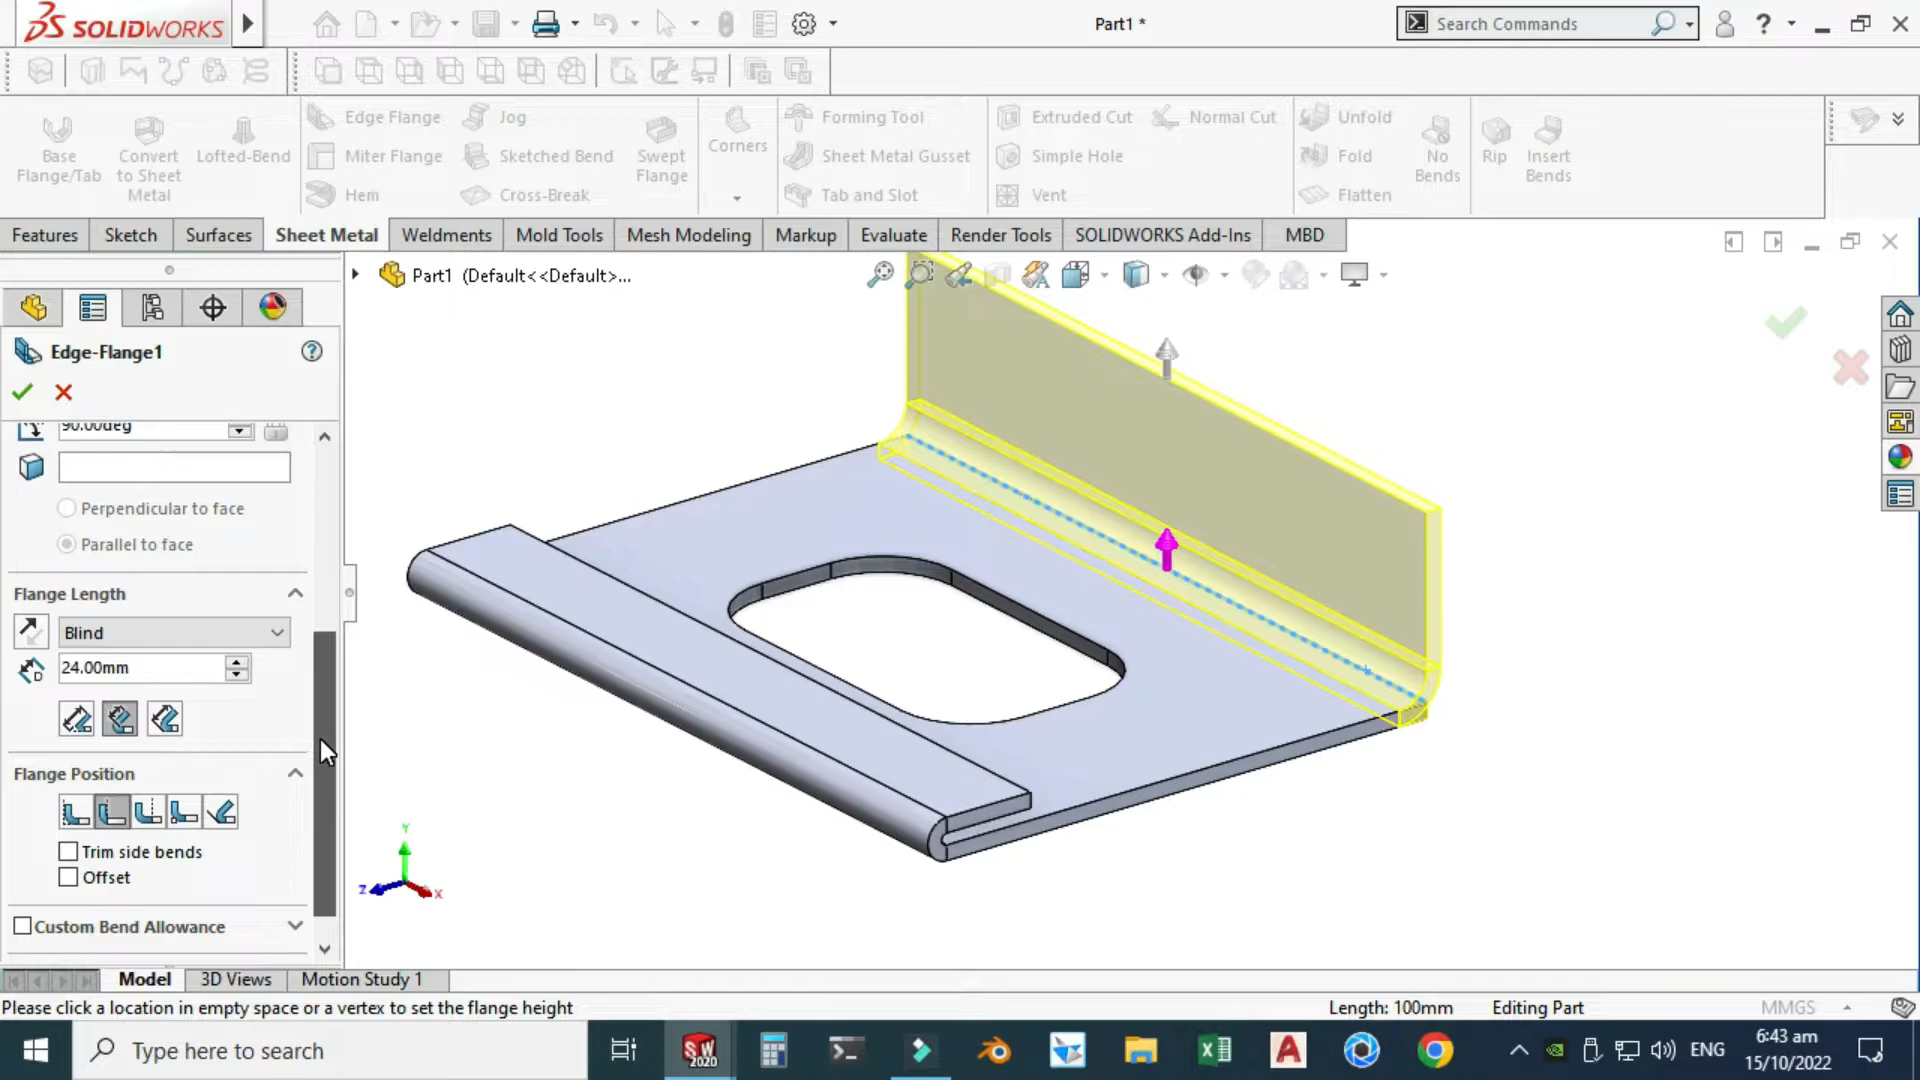 SOLIDWORKS
Part1 *
Search Commands
Base
Flange/Tab
Convert
to Sheet
Metal
Lofted-Bend
Edge Flange
Miter Flange
Hem
Jog
Sketched Bend
Cross-Break
Swept
Flange
Corners
Forming Tool
Sheet Metal Gusset
Tab and Slot
Extruded Cut
Simple Hole
Vent
Normal Cut
Unfold
Fold
Flatten
No
Bends
Rip
Insert
Bends
Features
Sketch
Surfaces
Sheet Metal
Weldments
Mold Tools
Mesh Modeling
Markup
Evaluate
Render Tools
SOLIDWORKS Add-Ins
MBD
Part1 (Default<<Default>...
Edge-Flange1
90.00deg
Perpendicular to face
Parallel to face
Flange Length
Blind
24.00mm
Flange Position
Trim side bends
Offset
Custom Bend Allowance
Y
Z
X
Model
3D Views
Motion Study 1
Please click a location in empty space or a vertex to set the flange height
Length: 100mm
Editing Part
MMGS
Type here to search
SW
2020
ENG
6:43 am
15/10/2022